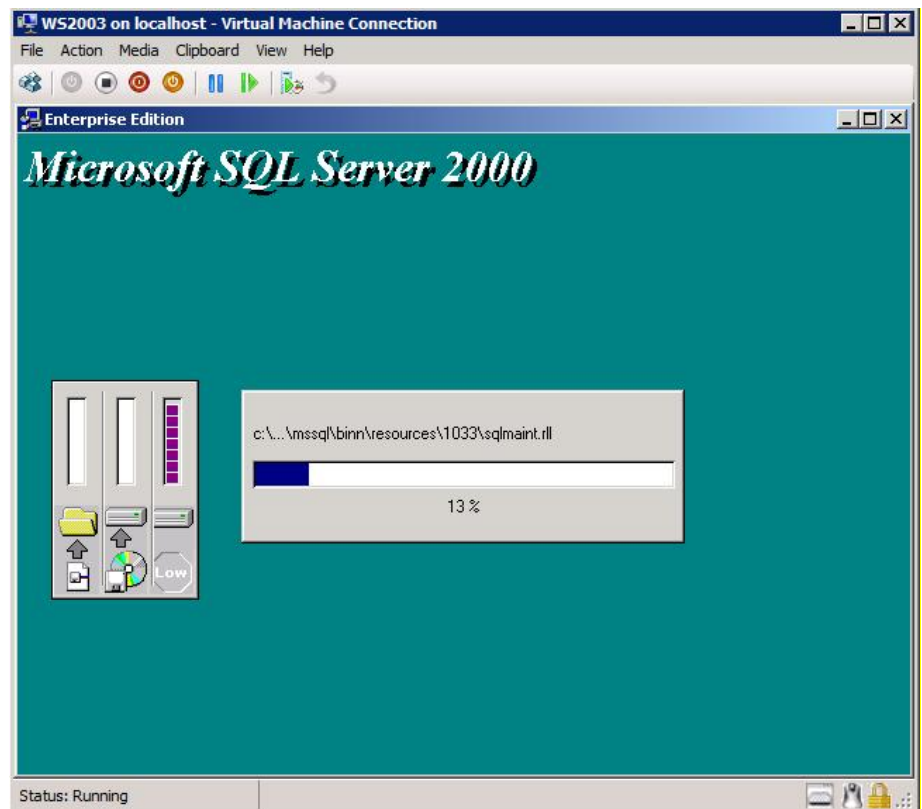 WS2003 on localhost - Virtual Machine Connection
File Action Media Clipboard View Help
Enterprise Edition
Microsoft SQL Server 2000
c:\...\mssql\binn\resources\1033\sqlmaint.rll
13 %
Low
Status: Running